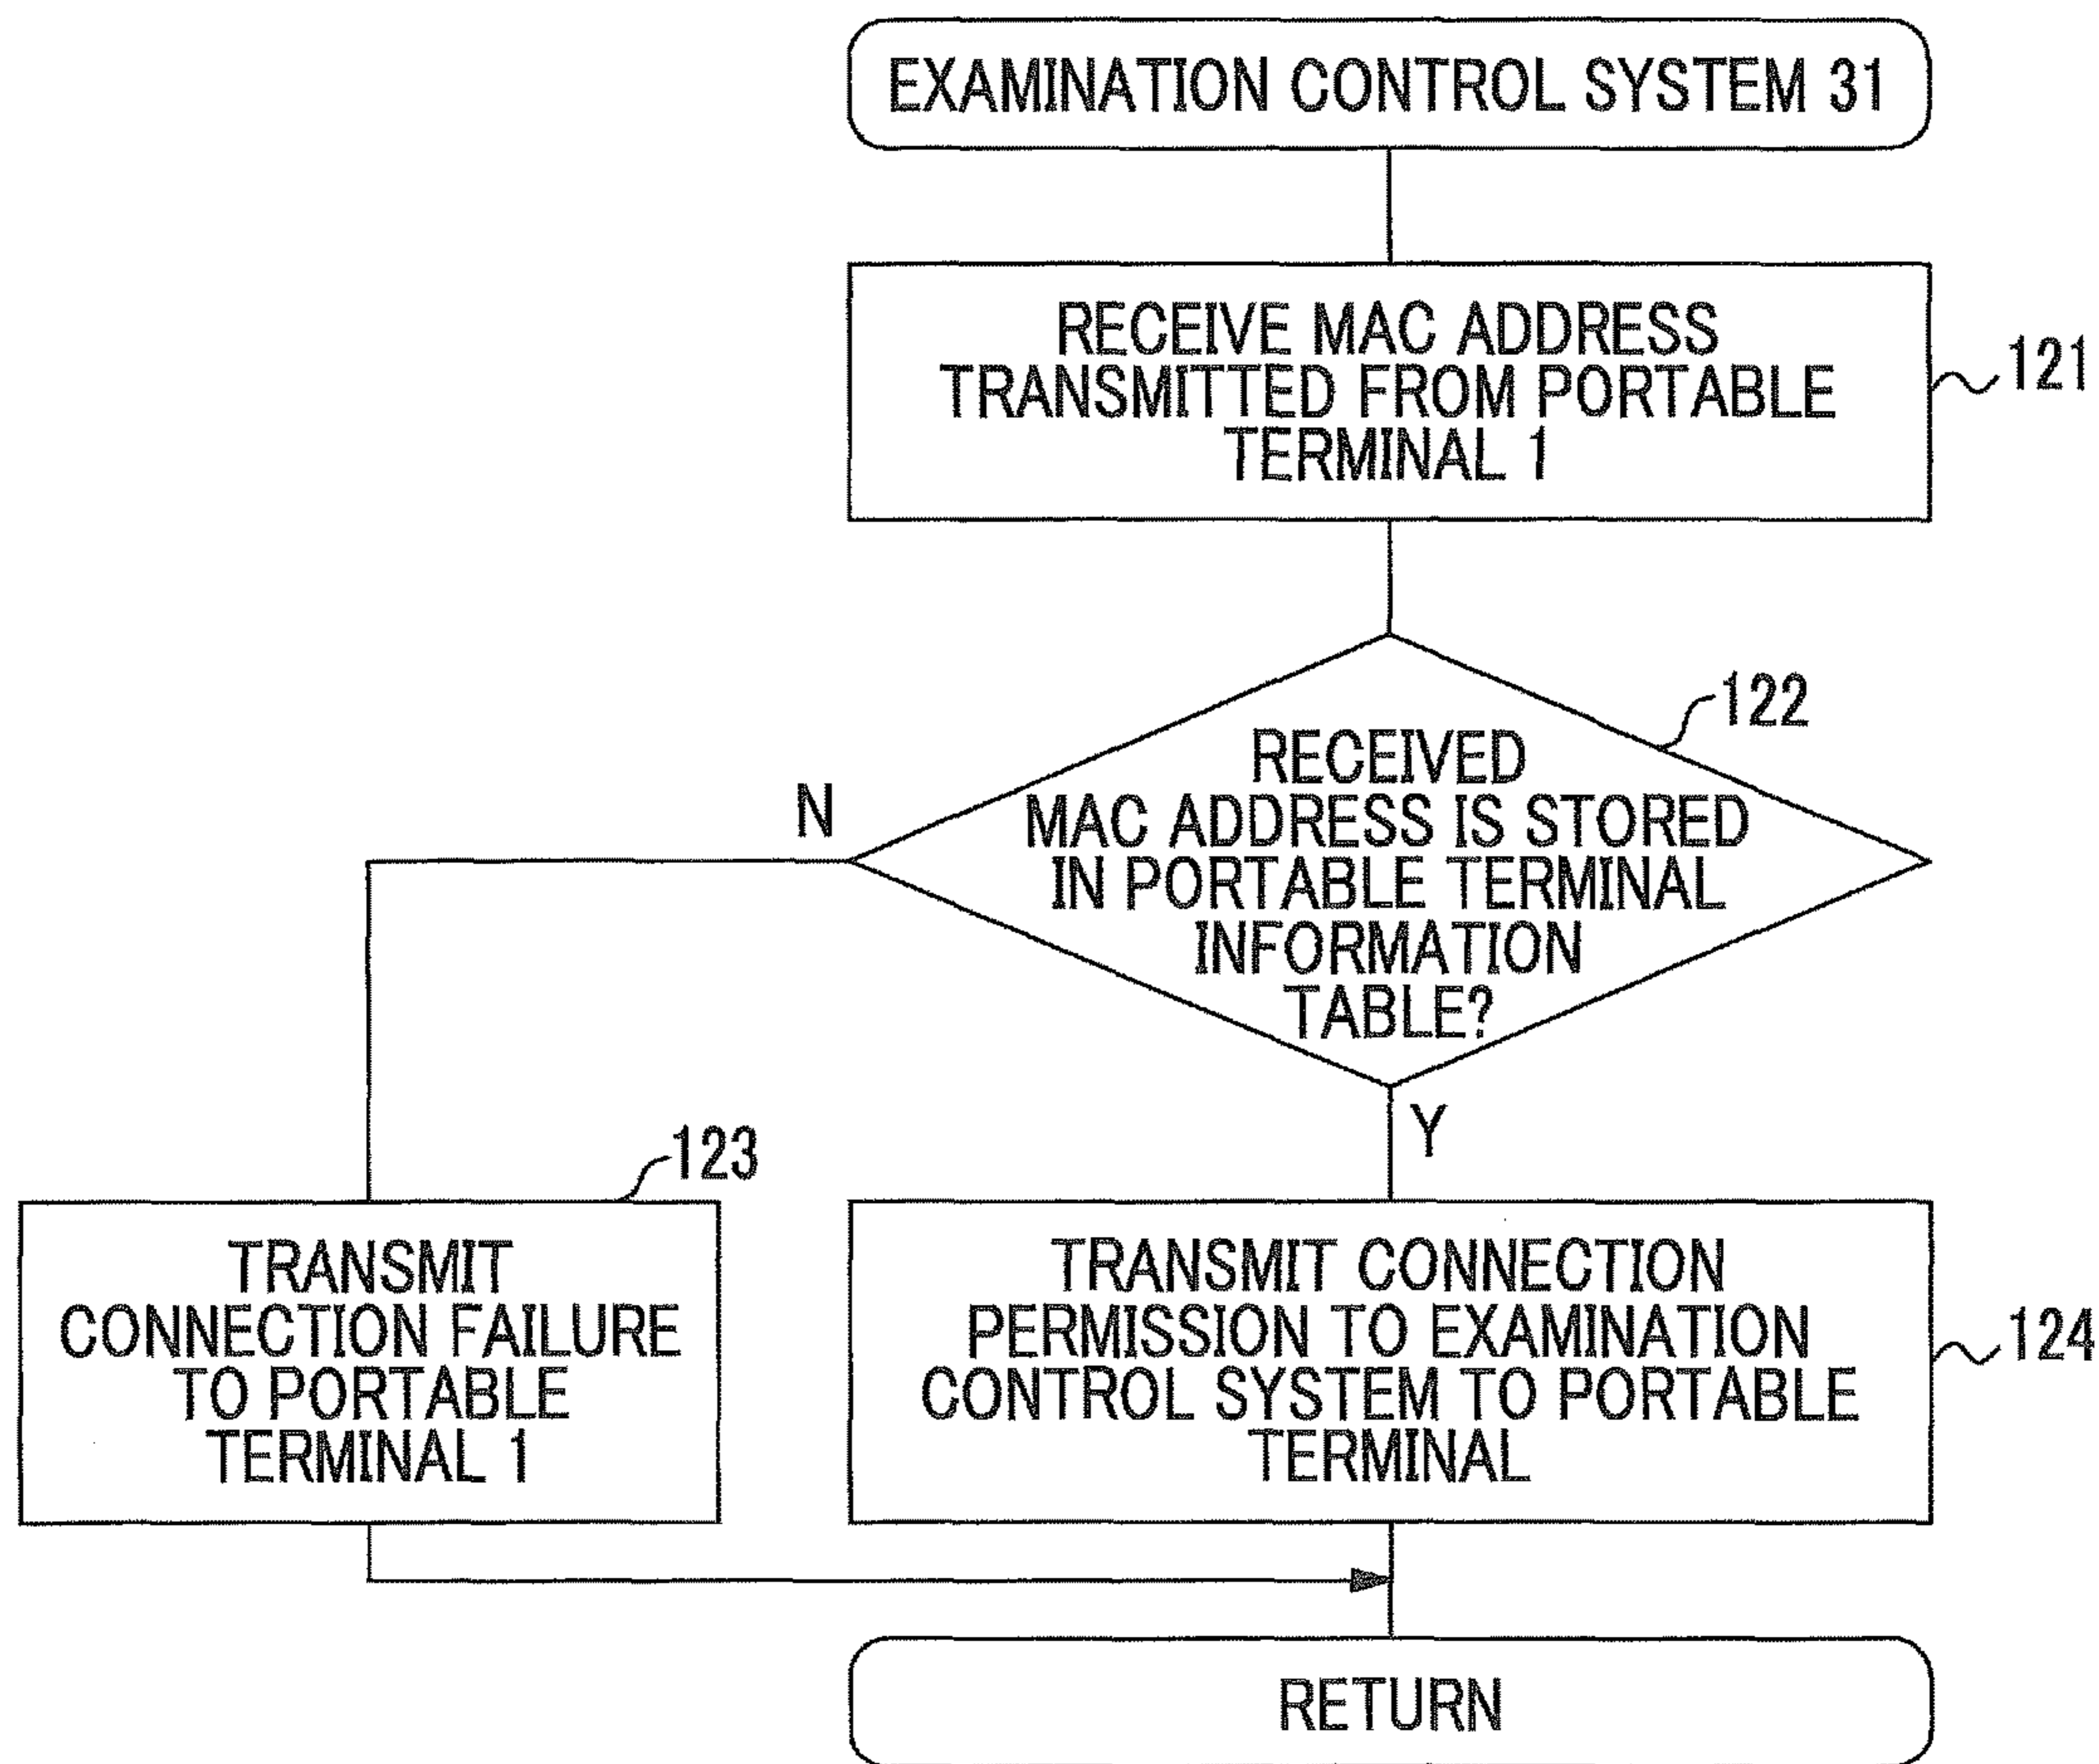 EXAMINATION CONTROL SYSTEM 31
RECEIVE MAC ADDRESS
TRANSMITTED FROM PORTABLE
TERMINAL 1
121
122
RECEIVED
MAC ADDRESS IS STORED
IN PORTABLE TERMINAL
INFORMATION
TABLE?
N
Y
123
TRANSMIT
CONNECTION FAILURE
TO PORTABLE
TERMINAL 1
TRANSMIT CONNECTION
PERMISSION TO EXAMINATION
CONTROL SYSTEM TO PORTABLE
TERMINAL
124
RETURN